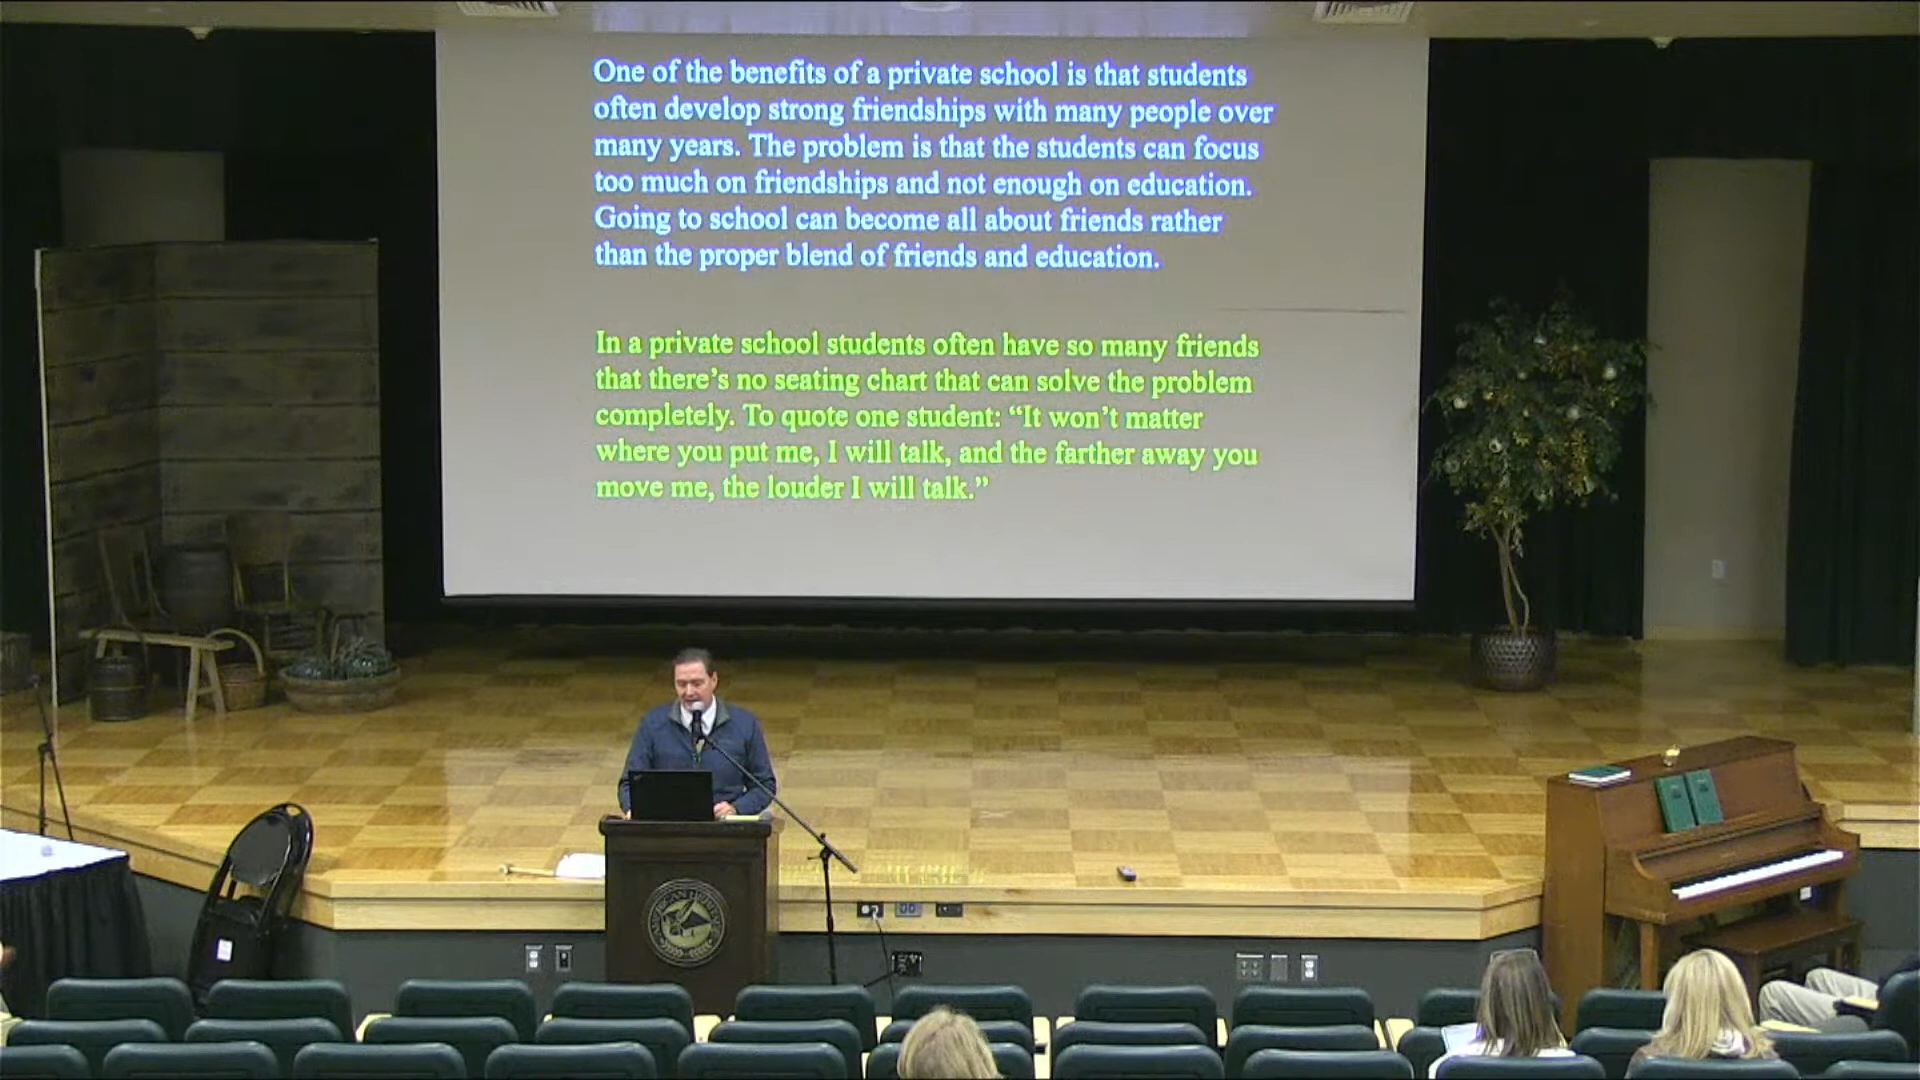 One of the benefits of a private school is that students
often develop strong friendships with many people over
many years. The problem is that the students can focus
too much on friendships and not enough on education.
Going to school can become all about friends rather
than the proper blend of friends and education.
In a private school students often have so many friends
that there’s no seating chart that can solve the problem
completely. To quote one student: “It won’t matter
where you put me, I will talk, and the farther away you
move me, the louder I will talk.”